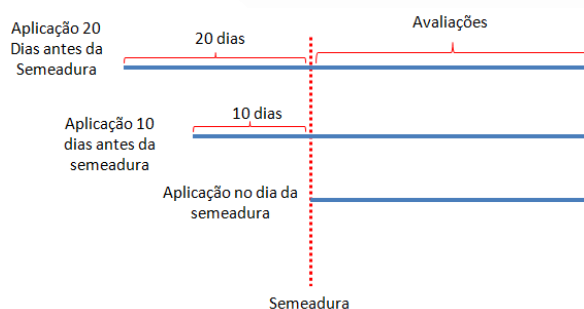 Aplicação 20
Dias antes da
Semeadura
20 dias
Avaliações
Aplicação 10
dias antes da
semeadura
10 dias
Aplicação no dia da
semeadura
Semeadura